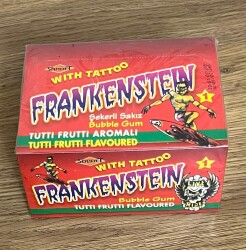 WITH TATTOO
FRANKENSTEIN
Şekerli Sakız
Bubble Gum
TUTTI FRUTTI AROMALI
TUTTI FRUTTI FLAVOURED
WITH TATTOO
FRANKENSTEIN
Bubble Gum
TUTTI FRUTTI FLAVOURED